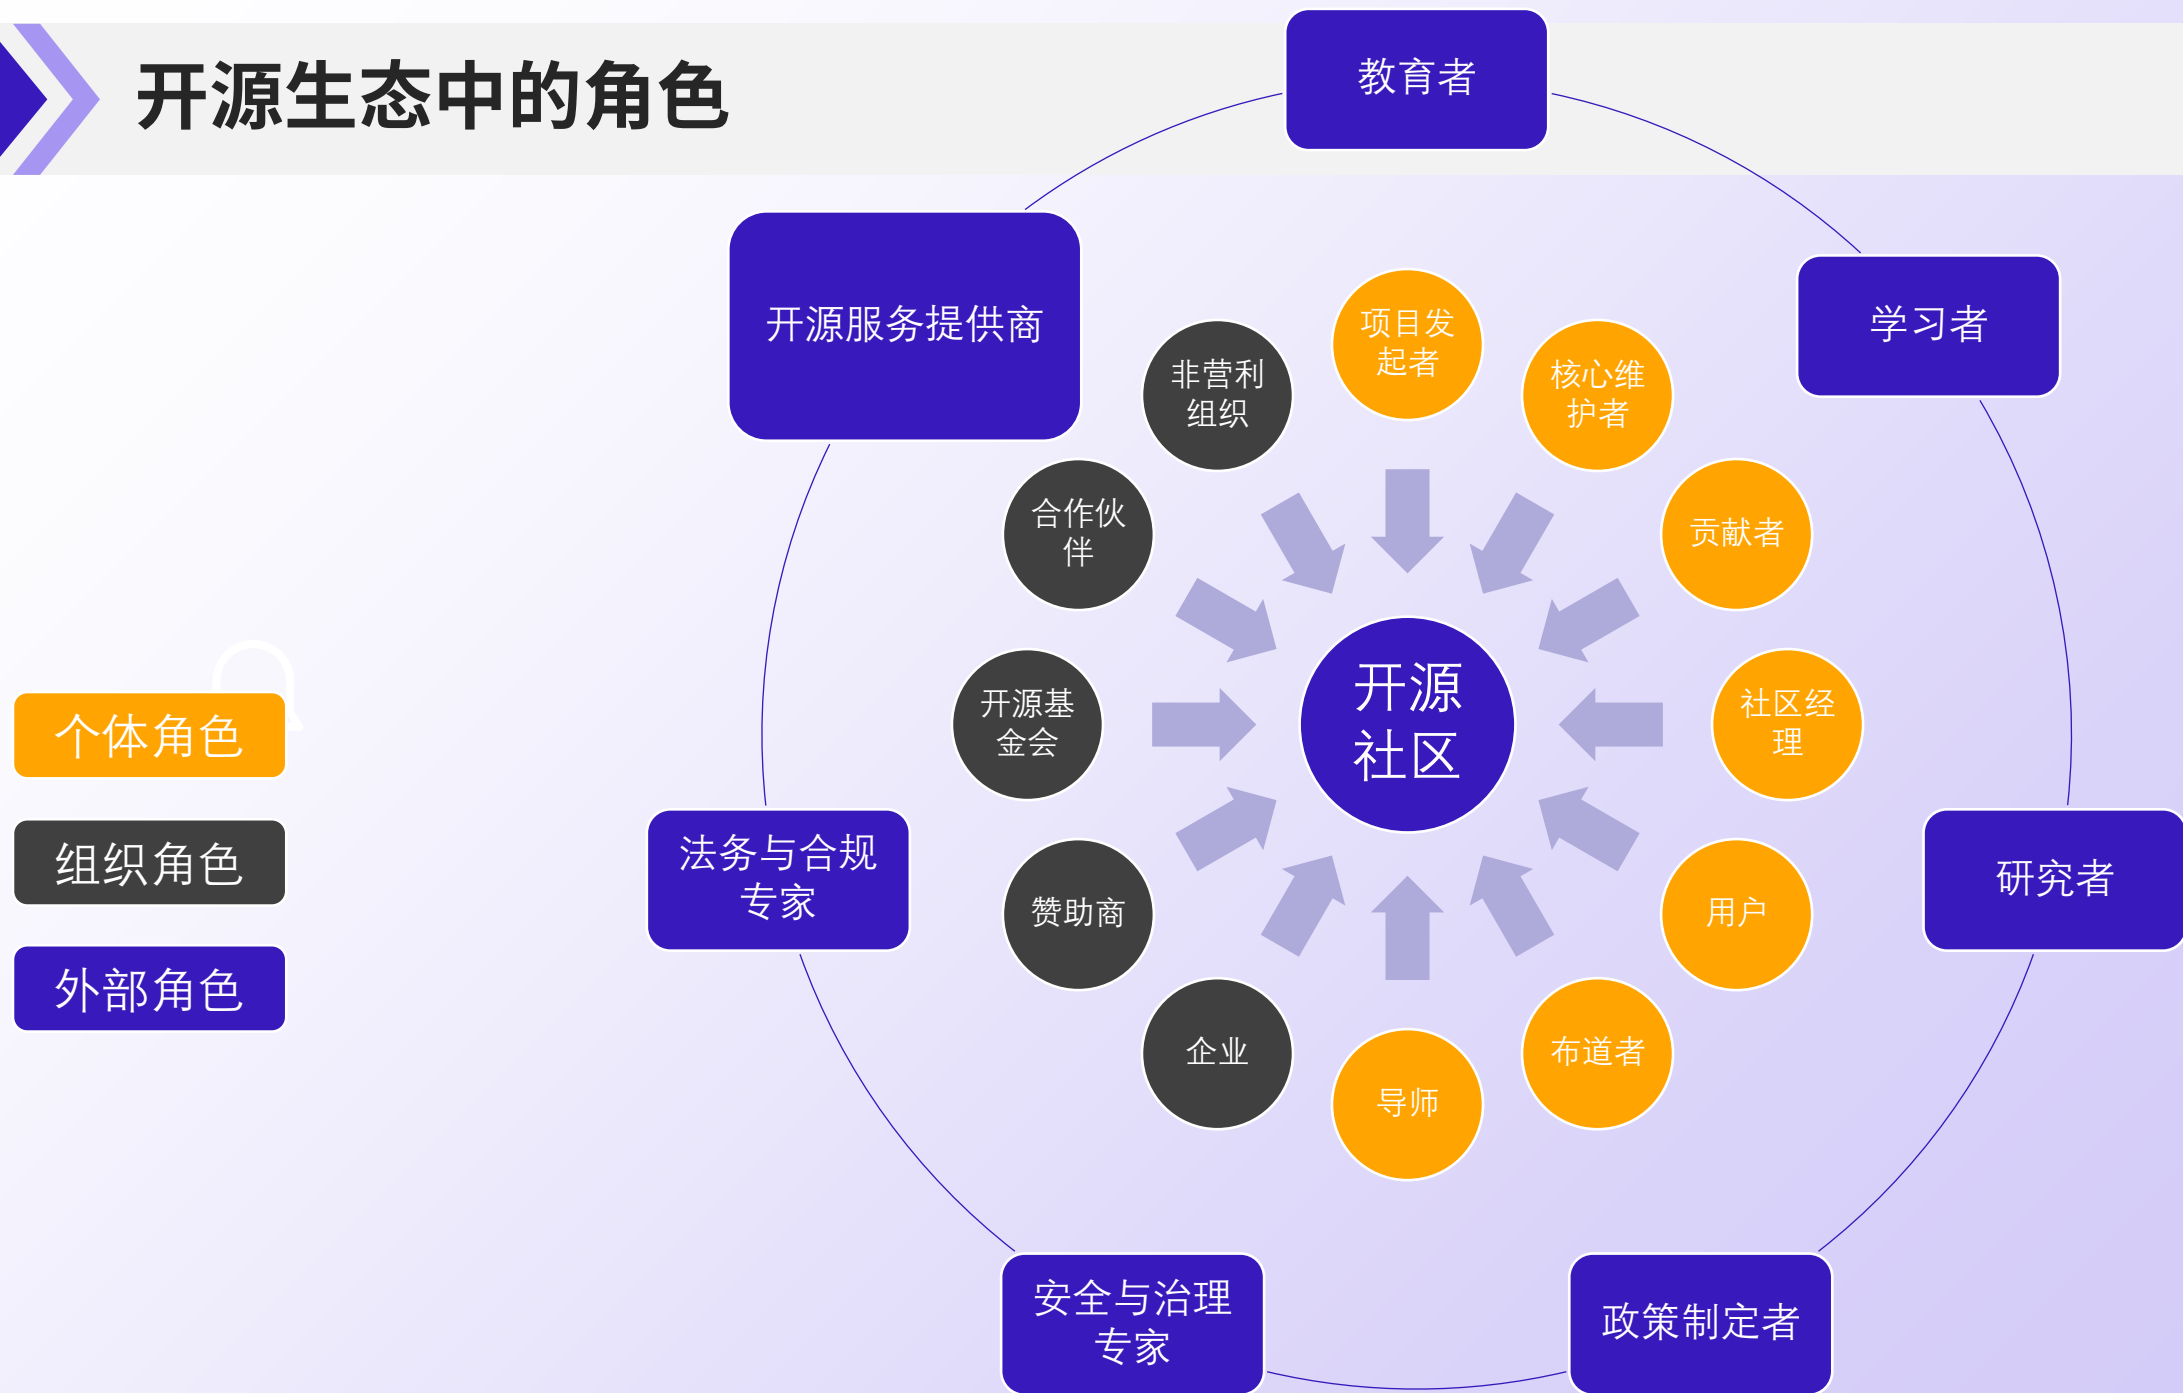 开源生态中的角色
教育者
学习者
研究者
政策制定者
安全与治理
专家
法务与合规
专家
开源服务提供商
项目发
起者
核心维
护者
贡献者
社区经
理
用户
布道者
导师
企业
赞助商
开源基
金会
合作伙
伴
非营利
组织
开源
社区
个体角色
组织角色
外部角色